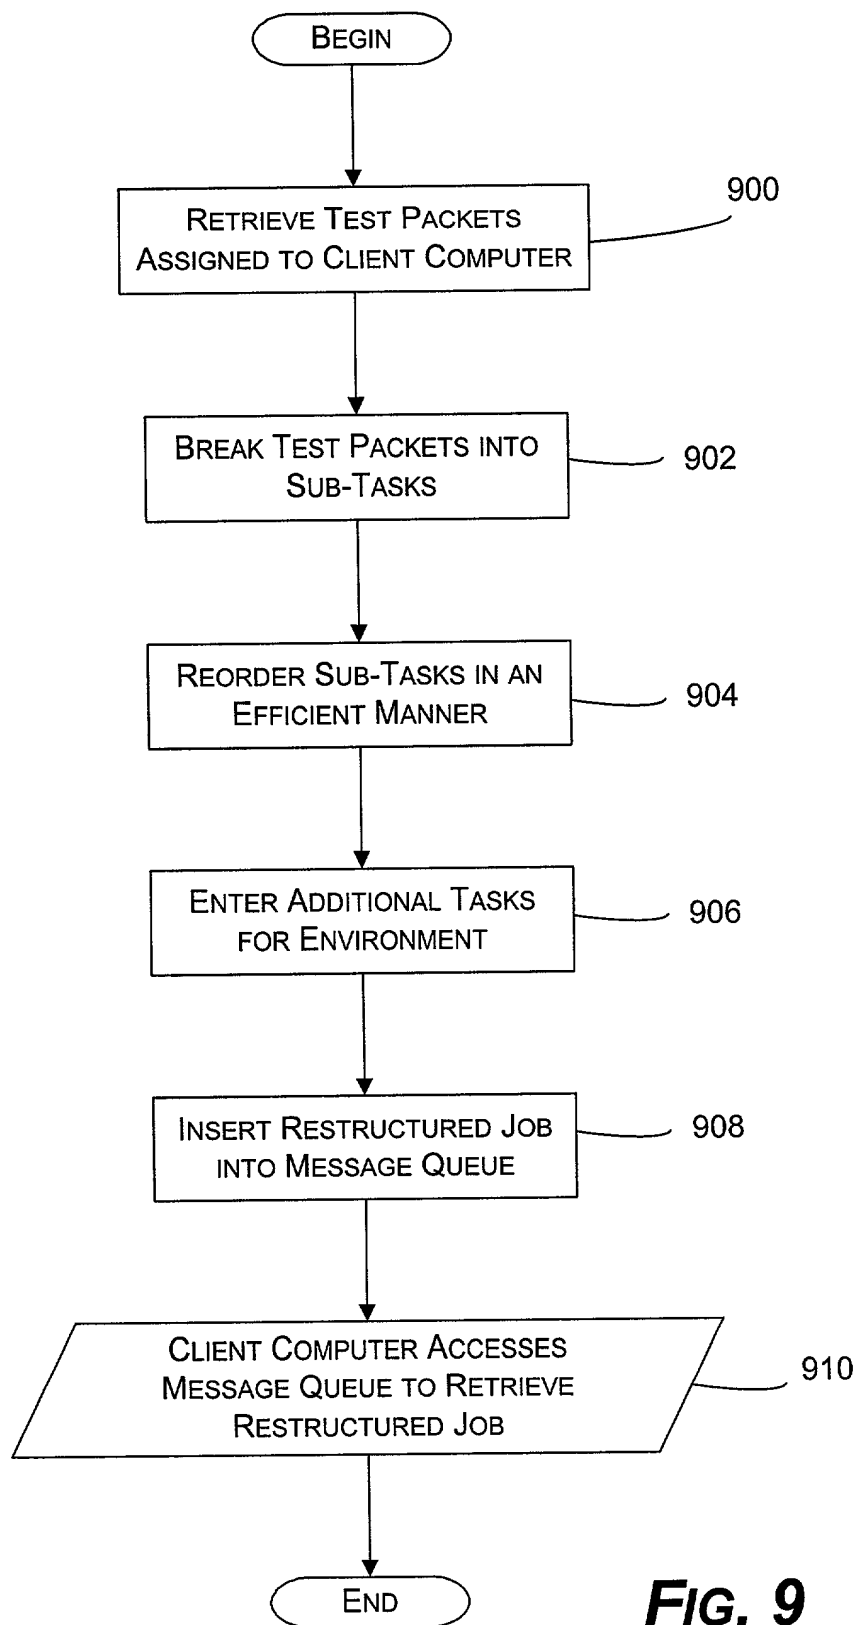 BEGIN
900
RETRIEVE TEST PACKETS
ASSIGNED TO CLIENT COMPUTER
BREAK TEST PACKETS INTO
SUB-TASKS
902
REORDER SUB-TASKS IN AN
EFFICIENT MANNER
904
ENTER ADDITIONAL TASKS
FOR ENVIRONMENT
906
INSERT RESTRUCTURED JOB
INTO MESSAGE QUEUE
908
CLIENT COMPUTER ACCESSES
MESSAGE QUEUE TO RETRIEVE
RESTRUCTURED JOB
910
END
FIG. 9